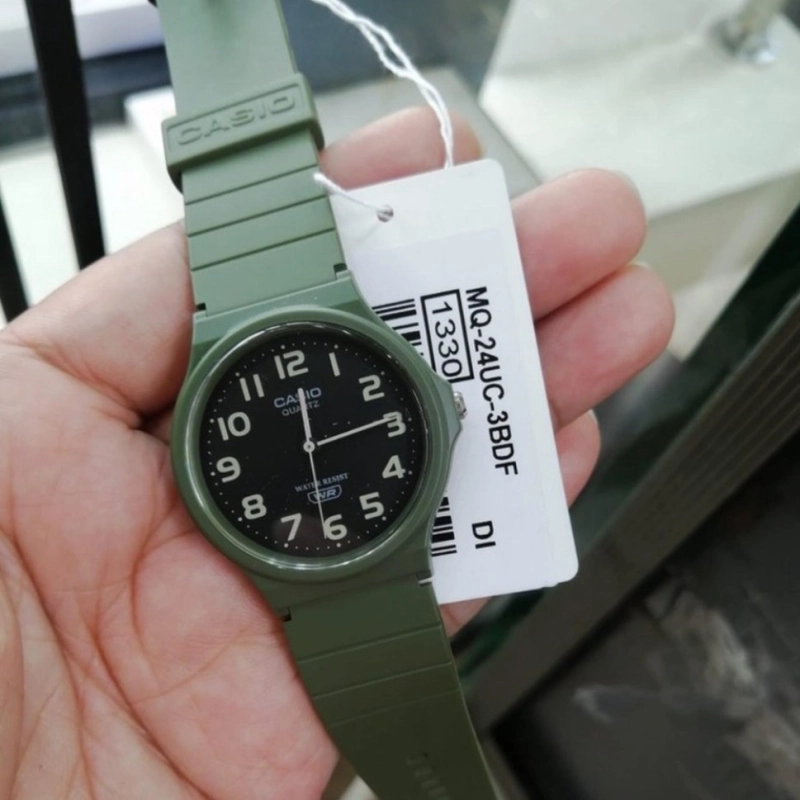 CASIO
12
1
2
3
4
5
6
7
8
9
10
11
CASIO
QUARTZ
WATER RESIST
WR
MQ-24UC-3BDF
DI
1330